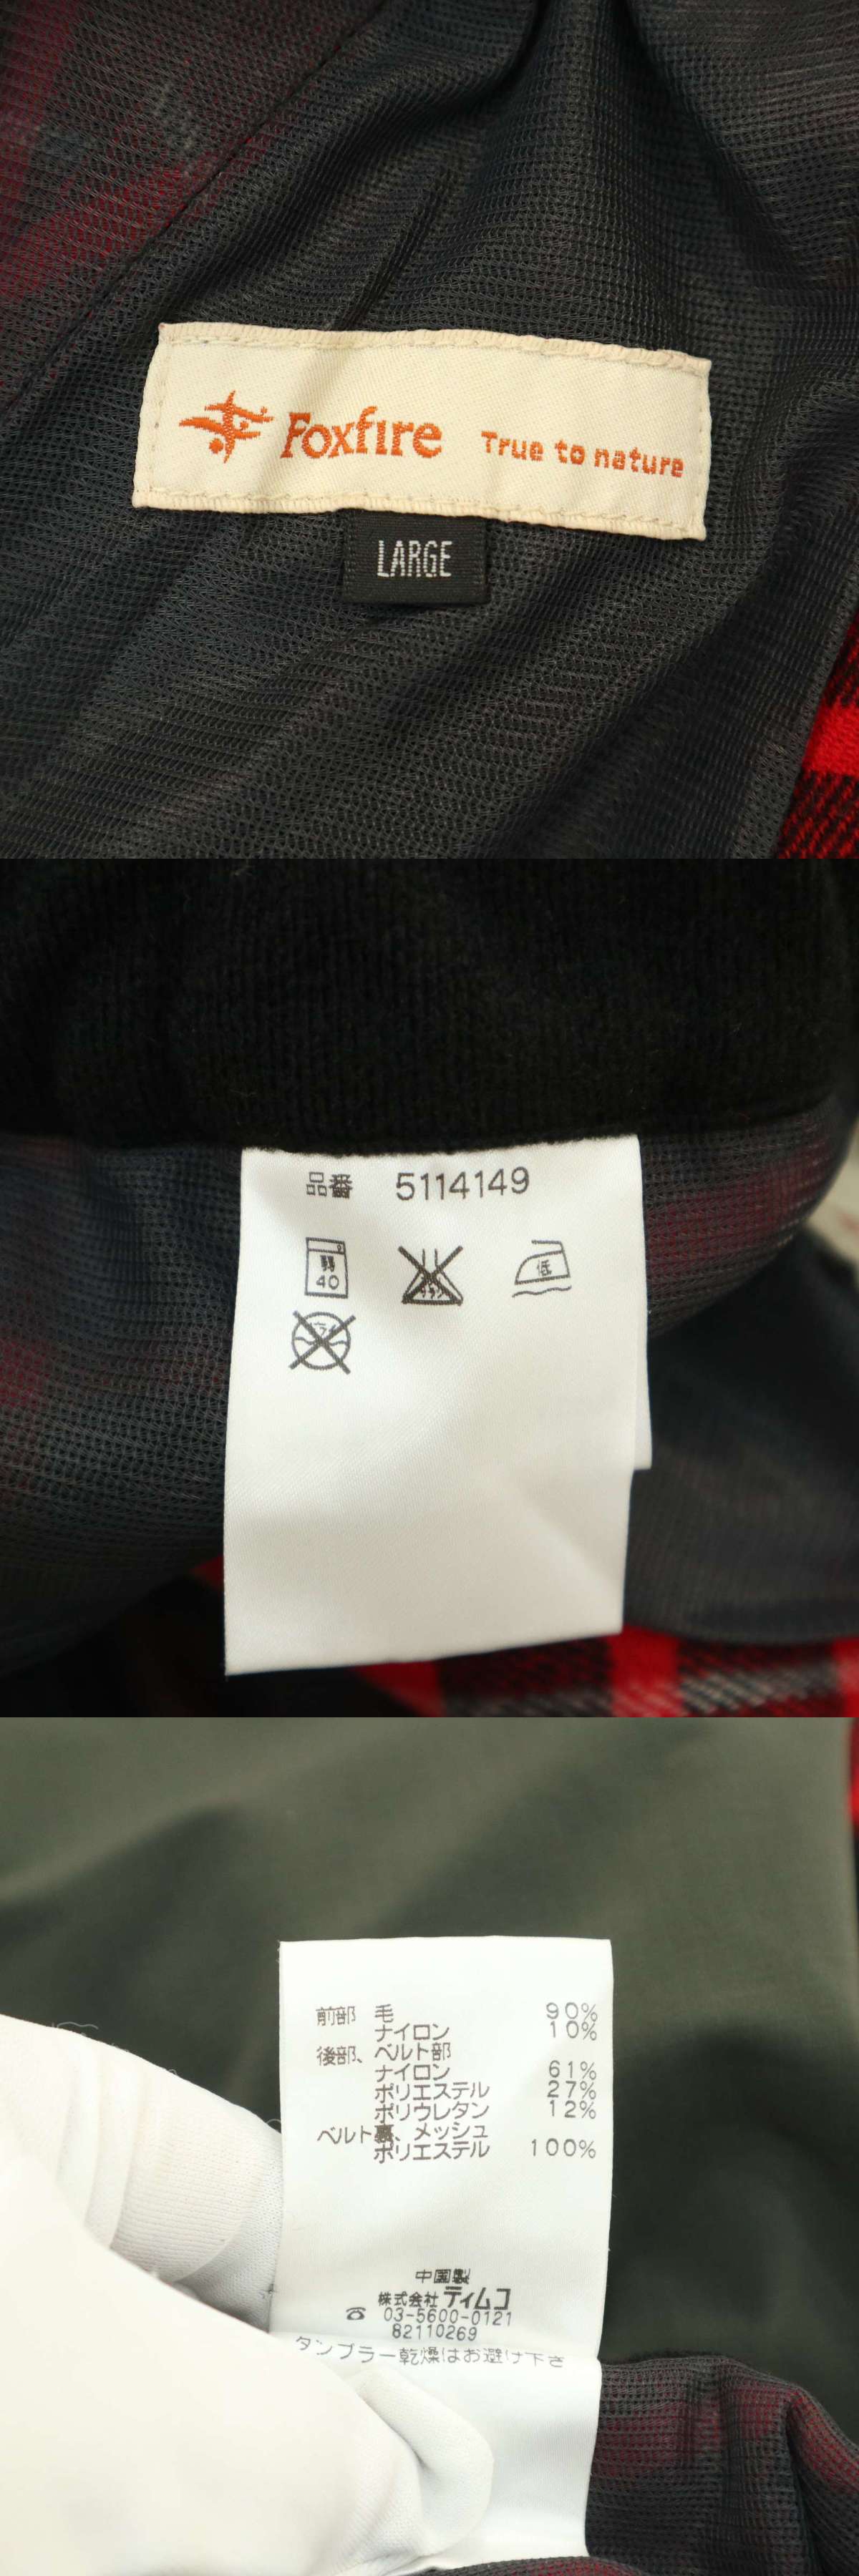 Foxfire True to nature
LARGE
品番 5114149
弱
40
低
前部 毛 90%
ナイロン 10%
後部、ベルト部
ナイロン 61%
ポリエステル 27%
ポリウレタン 12%
ベルト裏、メッシュ
ポリエステル 100%
中国製
株式会社 ティムコ
☎ 03-5600-0121
82110269
タンブラー乾燥はお避け下さ